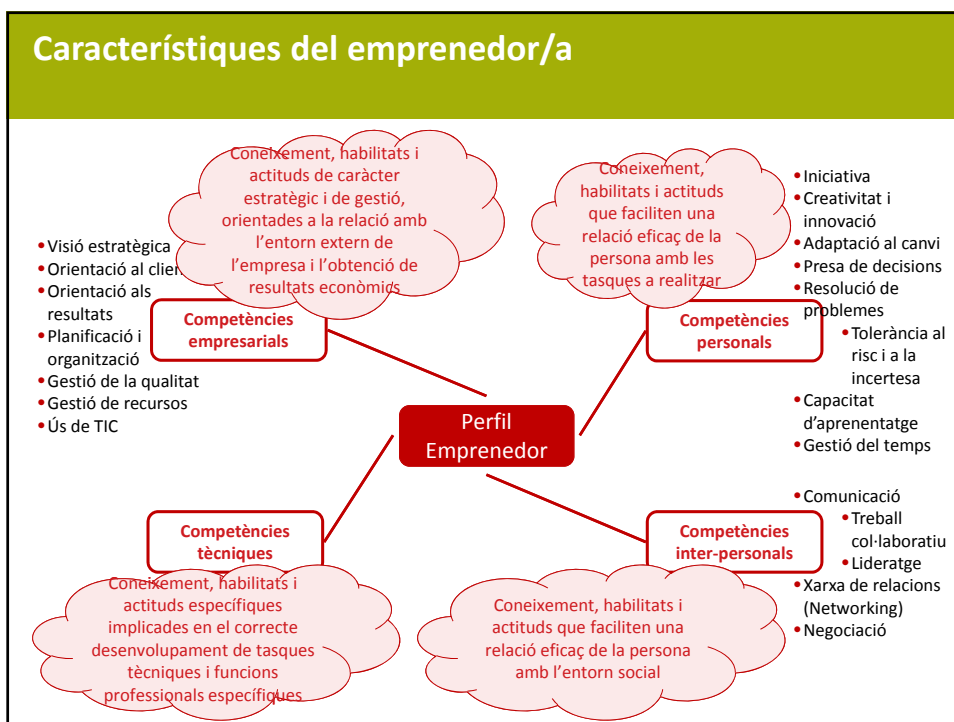 Característiques del emprenedor/a
Coneixement, habilitats i
actituds de caràcter
estratègic i de gestió,
orientades a la relació amb
l'entorn extern de
l'empresa i l'obtenció de
resultats econòmics
•Visió estratègica
•Orientació al clien
•Orientació als
resultats
•Planificació i
organització
•Gestió de la qualitat
•Gestió de recursos
•Ús de TIC
Competències
empresarials
Coneixement,
habilitats i actituds
que faciliten una
relació eficaç de la
persona amb les
tasques a realitzar
•Iniciativa
•Creativitat i
innovació
•Adaptació al canvi
•Presa de decisions
•Resolució de
problemes
•Tolerància al
risc i a la
incertesa
•Capacitat
d'aprenentatge
•Gestió del temps
Competències
personals
Perfil
Emprenedor
Competències
tècniques
Coneixement, habilitats i
actituds específiques
implicades en el correcte
desenvolupament de tasques
tècniques i funcions
professionals específiques
Competències
inter-personals
•Comunicació
•Treball
col·laboratiu
•Lideratge
•Xarxa de relacions
(Networking)
•Negociació
Coneixement, habilitats i
actituds que faciliten una
relació eficaç de la persona
amb l'entorn social